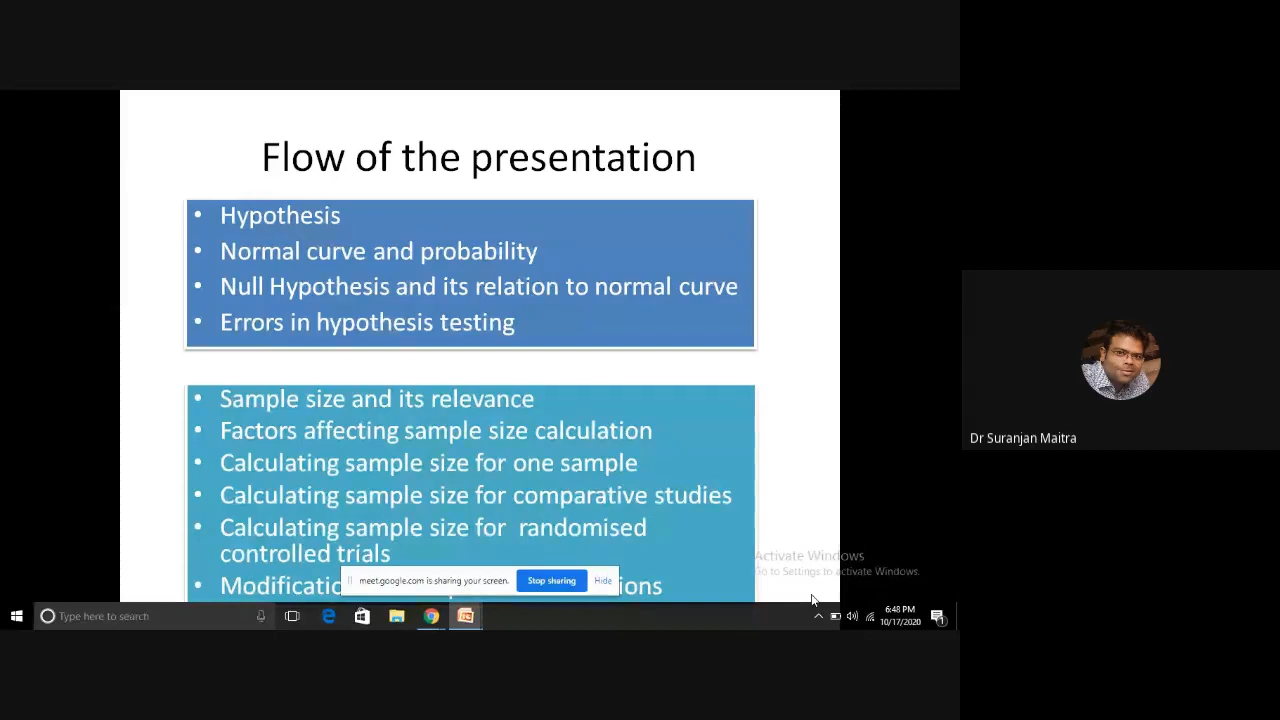 Flow of the presentation
• Hypothesis
• Normal curve and probability
• Null Hypothesis and its relation to normal curve
• Errors in hypothesis testing
• Sample size and its relevance
• Factors affecting sample size calculation
• Calculating sample size for one sample
• Calculating sample size for comparative studies
• Calculating sample size for randomised
controlled trials
meet.google.com is sharing your screen.
Stop sharing
Hide
Activate Windows
Go to Settings to activate Windows.
Type here to search
6:48 PM
10/17/2020
1
Dr Suranjan Maitra